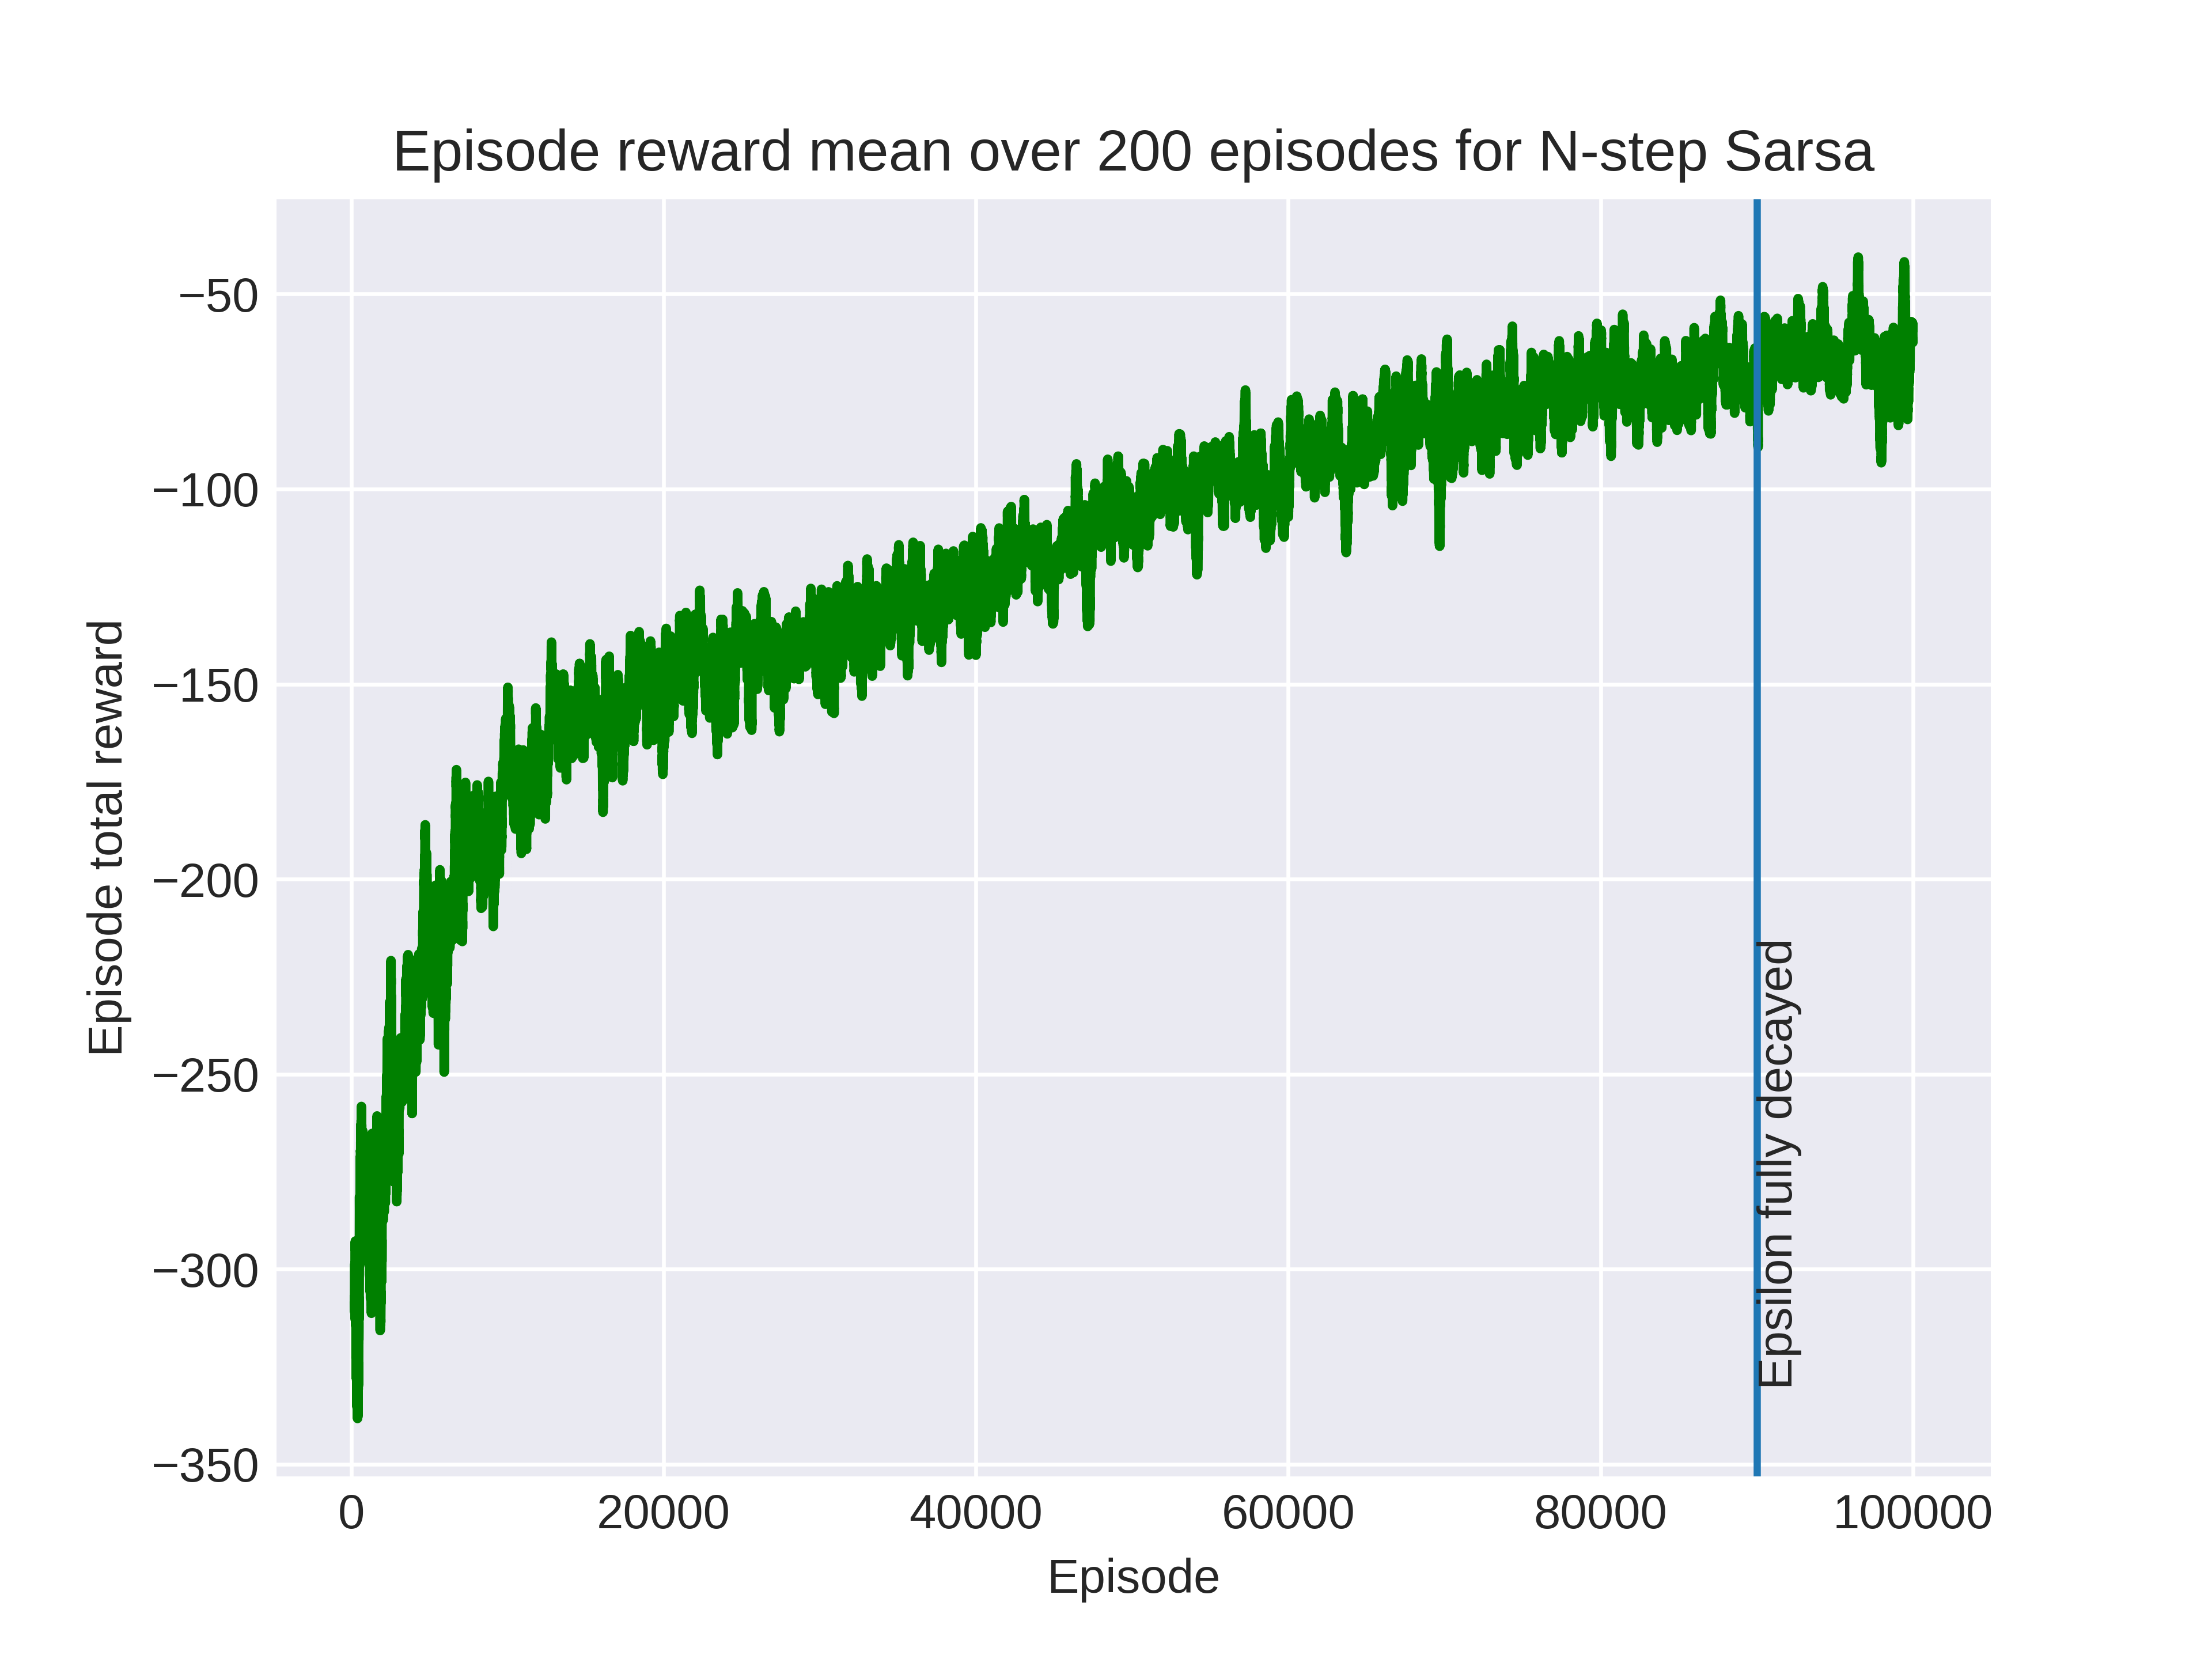 Episode reward mean over 200 episodes for N-step Sarsa
Episode total reward
−50
−100
−150
−200
−250
−300
−350
Epsilon fully decayed
0 20000 40000 60000 80000 100000
Episode